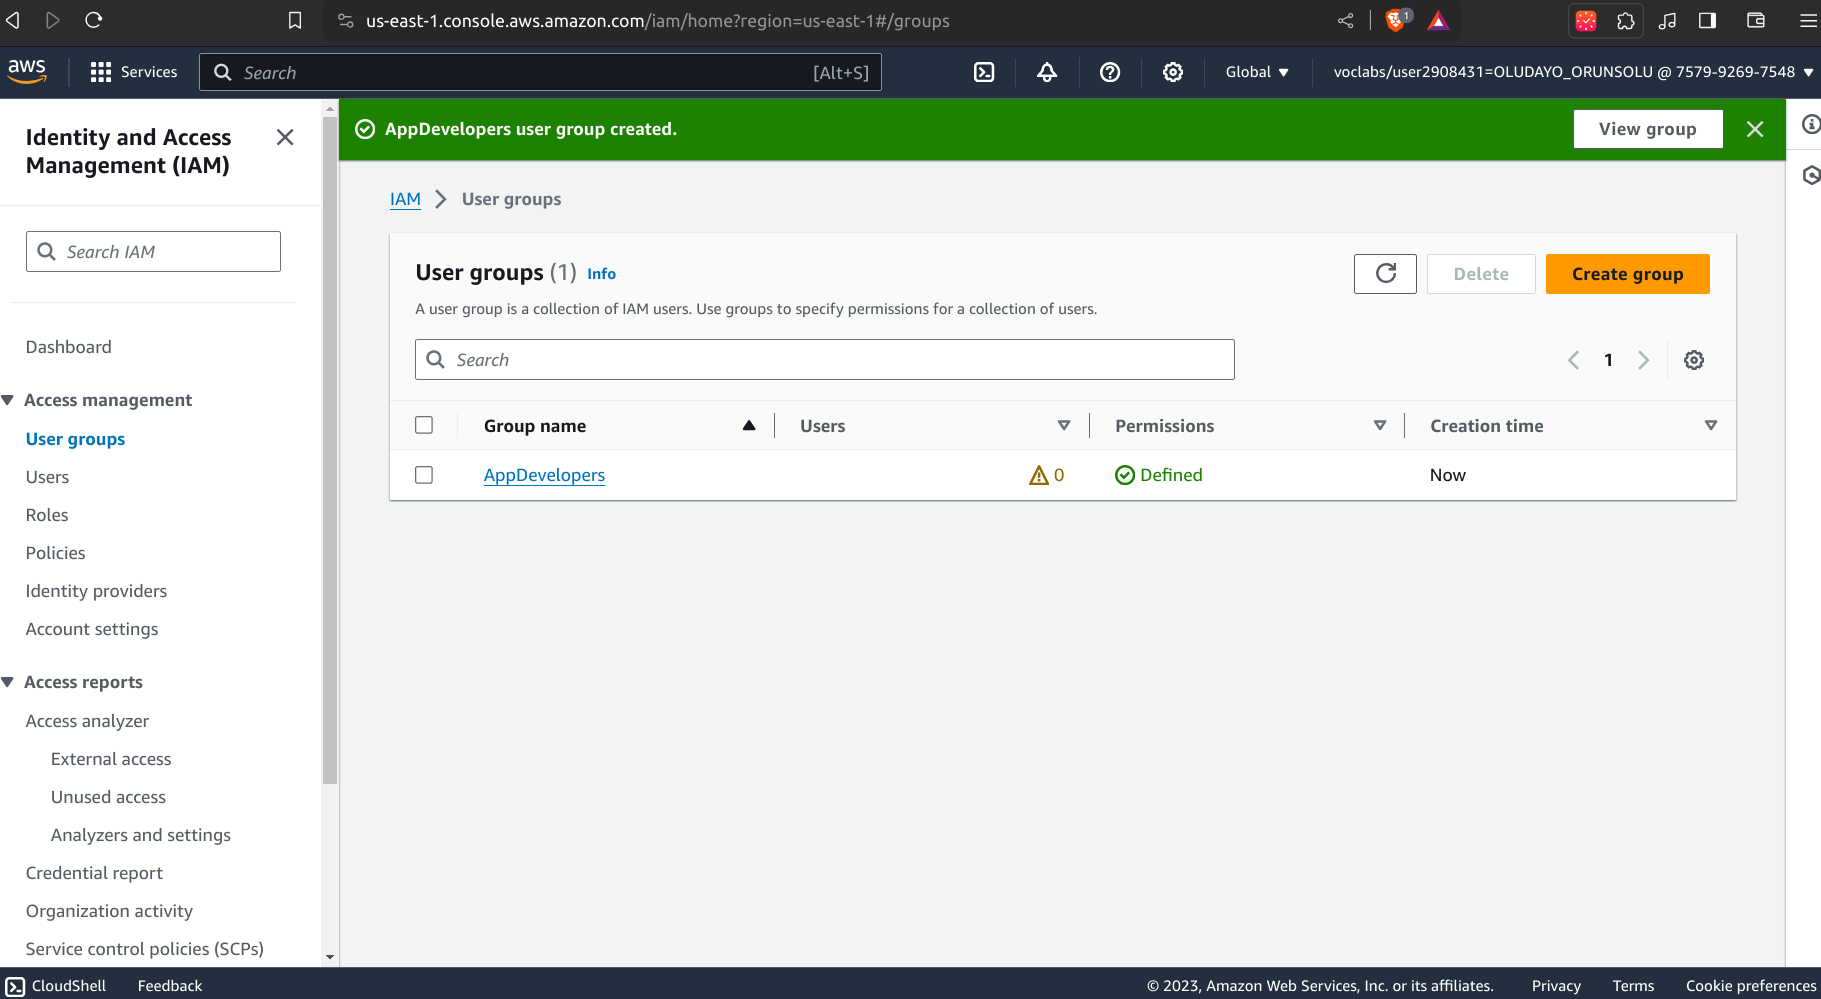 us-east-1.console.aws.amazon.com/iam/home?region=us-east-1#/groups
1
aws
Services
Search
[Alt+S]
Global
voclabs/user2908431=OLUDAYO_ORUNSOLU @ 7579-9269-7548
Identity and Access
Management (IAM)
Search IAM
Dashboard
Access management
User groups
Users
Roles
Policies
Identity providers
Account settings
Access reports
Access analyzer
External access
Unused access
Analyzers and settings
Credential report
Organization activity
Service control policies (SCPs)
AppDevelopers user group created.
View group
IAM
User groups
User groups (1) Info
A user group is a collection of IAM users. Use groups to specify permissions for a collection of users.
Delete
Create group
Search
1
Group name
Users
Permissions
Creation time
AppDevelopers
0
Defined
Now
CloudShell
Feedback
© 2023, Amazon Web Services, Inc. or its affiliates.
Privacy
Terms
Cookie preferences